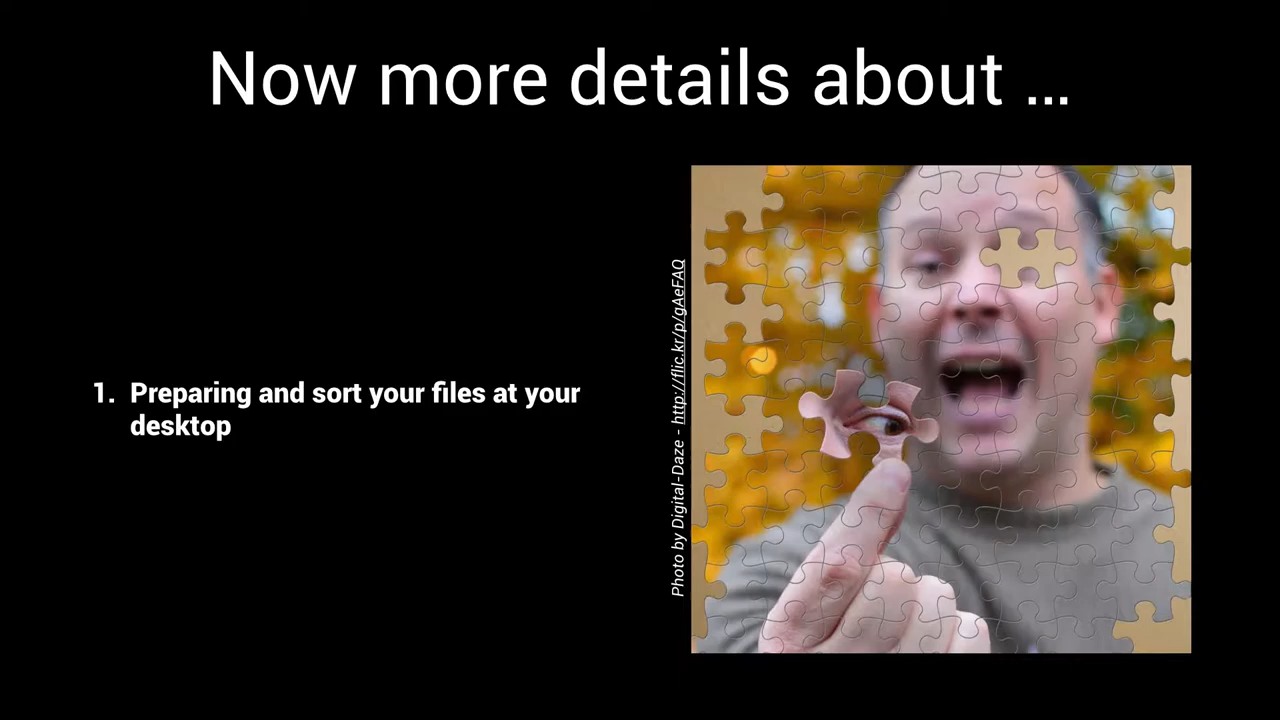 Now more details about ...
1. Preparing and sort your files at your
desktop
Photo by Digital-Daze - http://flic.kr/p/gAeFAQ